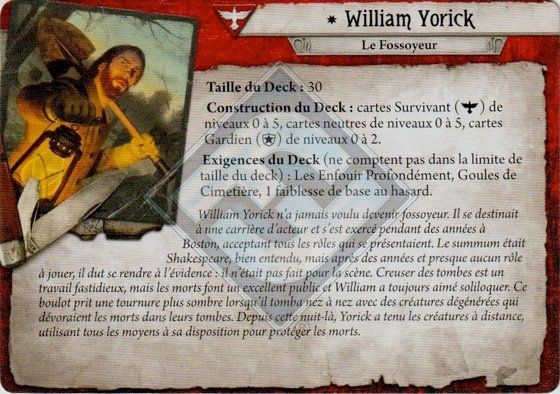 William Yorick
Le Fossoyeur
Taille du Deck : 30
Construction du Deck : cartes Survivant () de
niveaux 0 à 5, cartes neutres de niveaux 0 à 5, cartes
Gardien () de niveaux 0 à 2.
Exigences du Deck (ne comptent pas dans la limite de
taille du deck) : Les Enfouir Profondément, Goules de
Cimetière, 1 faiblesse de base au hasard.
William Yorick n'a jamais voulu devenir fossoyeur. Il se destinait
à une carrière d'acteur et s'est exercé pendant des années à
Boston, acceptant tous les rôles qui se présentaient. Le summum était
Shakespeare, bien entendu, mais après des années et presque aucun rôle
à jouer, il dut se rendre à l'évidence : il n'était pas fait pour la scène. Creuser des tombes est un
travail fastidieux, mais les morts font un excellent public et William a toujours aimé soliloquer. Ce
boulot prit une tournure plus sombre lorsqu'il tomba nez à nez avec des créatures dégénérées qui
dévoraient les morts dans leurs tombes. Depuis cette nuit-là, Yorick a tenu les créatures à distance,
utilisant tous les moyens à sa disposition pour protéger les morts.